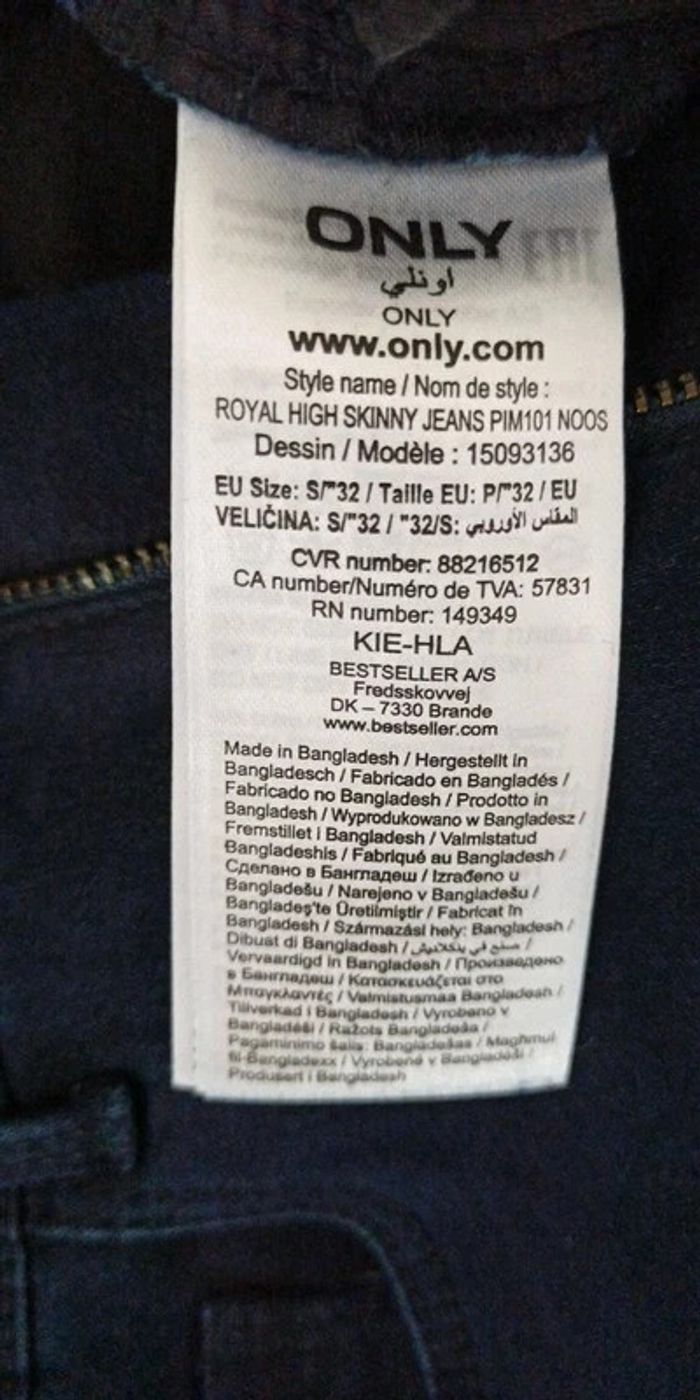 ONLY
اونلي
ONLY
www.only.com
Style name / Nom de style :
ROYAL HIGH SKINNY JEANS PIM101 NOOS
Dessin / Modèle : 15093136
EU Size: S/"32 / Taille EU: P/"32 / EU
VELIČINA: S/"32 / "32/S: المقاس الأوروبي
CVR number: 88216512
CA number/Numéro de TVA: 57831
RN number: 149349
KIE-HLA
BESTSELLER A/S
Fredsskovvej
DK – 7330 Brande
www.bestseller.com
Made in Bangladesh / Hergestellt in
Bangladesch / Fabricado en Bangladés /
Fabricado no Bangladesh / Prodotto in
Bangladesh / Wyprodukowano w Bangladesz /
Fremstillet i Bangladesh / Valmistatud
Bangladeshis / Fabriqué au Bangladesh /
Сделано в Бангладеш / Izrađeno u
Bangladešu / Narejeno v Bangladešu /
Bangladeş'te Üretilmiştir / Fabricat în
Bangladesh / Származási hely: Bangladesh /
Dibuat di Bangladesh / صنع في بنكلاديش /
Vervaardigd in Bangladesh / Произведено
в Бангладеш / Κατασκευάζεται στο
Μπαγκλαντές / Valmistusmaa Bangladesh /
Tillverkad i Bangladesh / Vyrobeno v
Bangladéši / Ražots Bangladeša /
Pagaminimo šalis: Bangladešas / Magħmul
fil-Bangladexx / Vyrobené v Bangladéši /
Produsert i Bangladesh